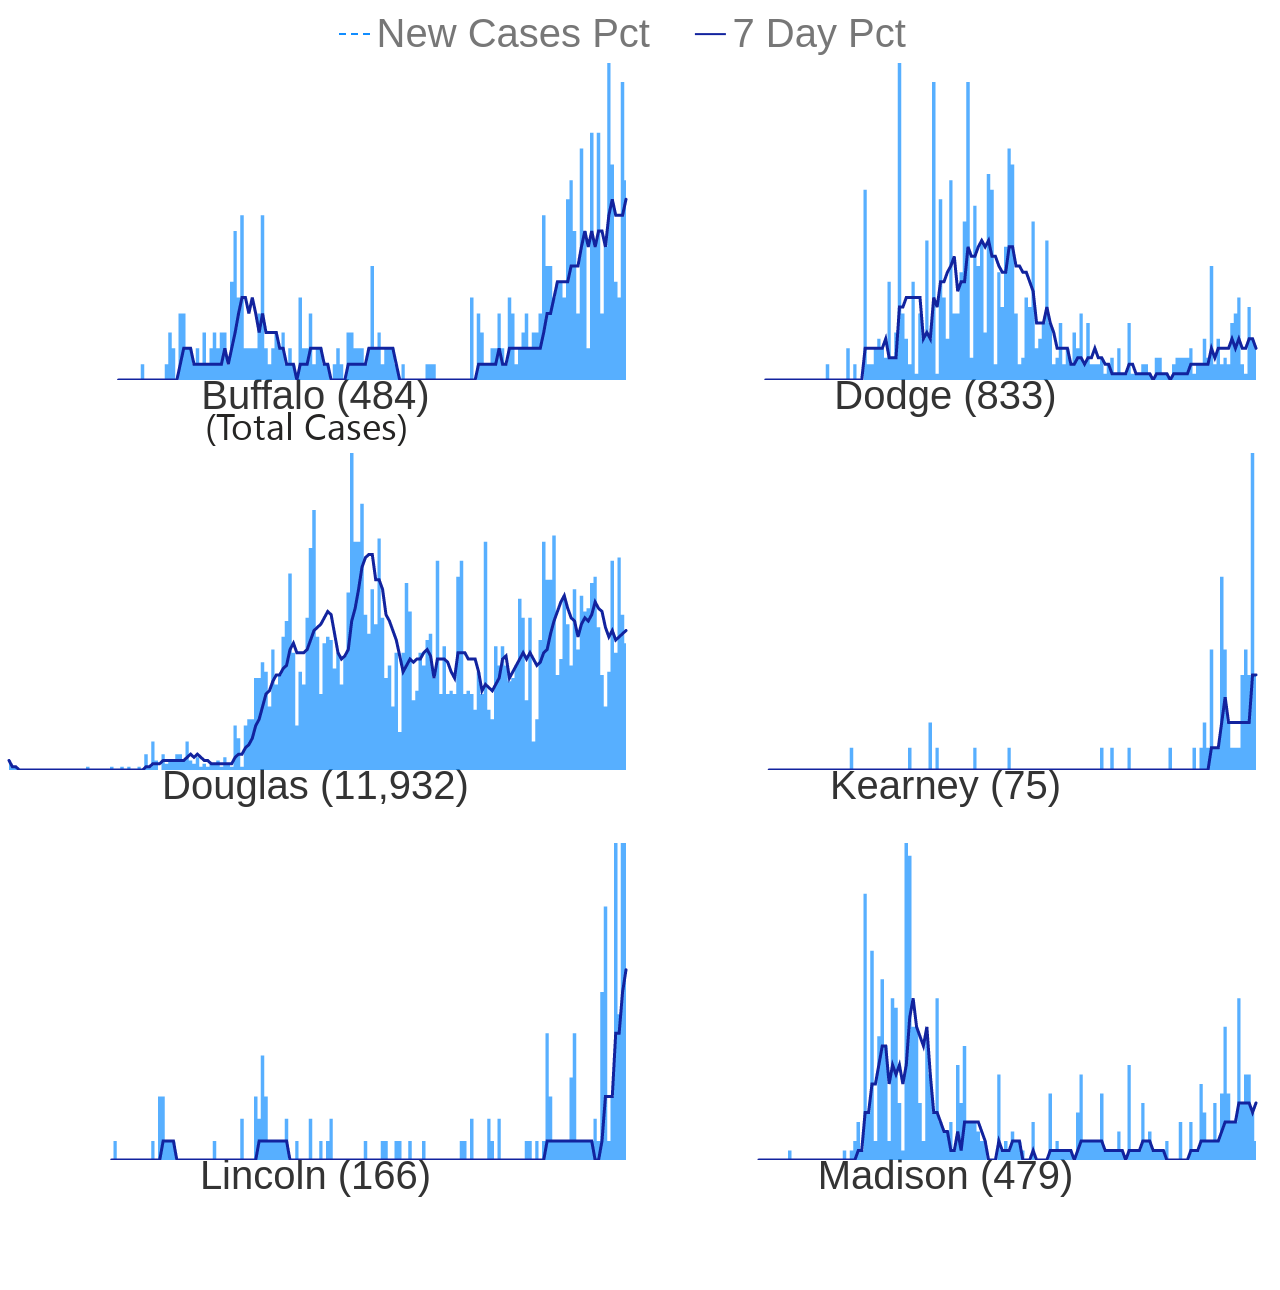 New Cases Pct 7 Day Pct
Buffalo (484) Dodge (833)
(Total Cases)
Douglas (11,932) Kearney (75)
Lincoln (166) Madison (479)